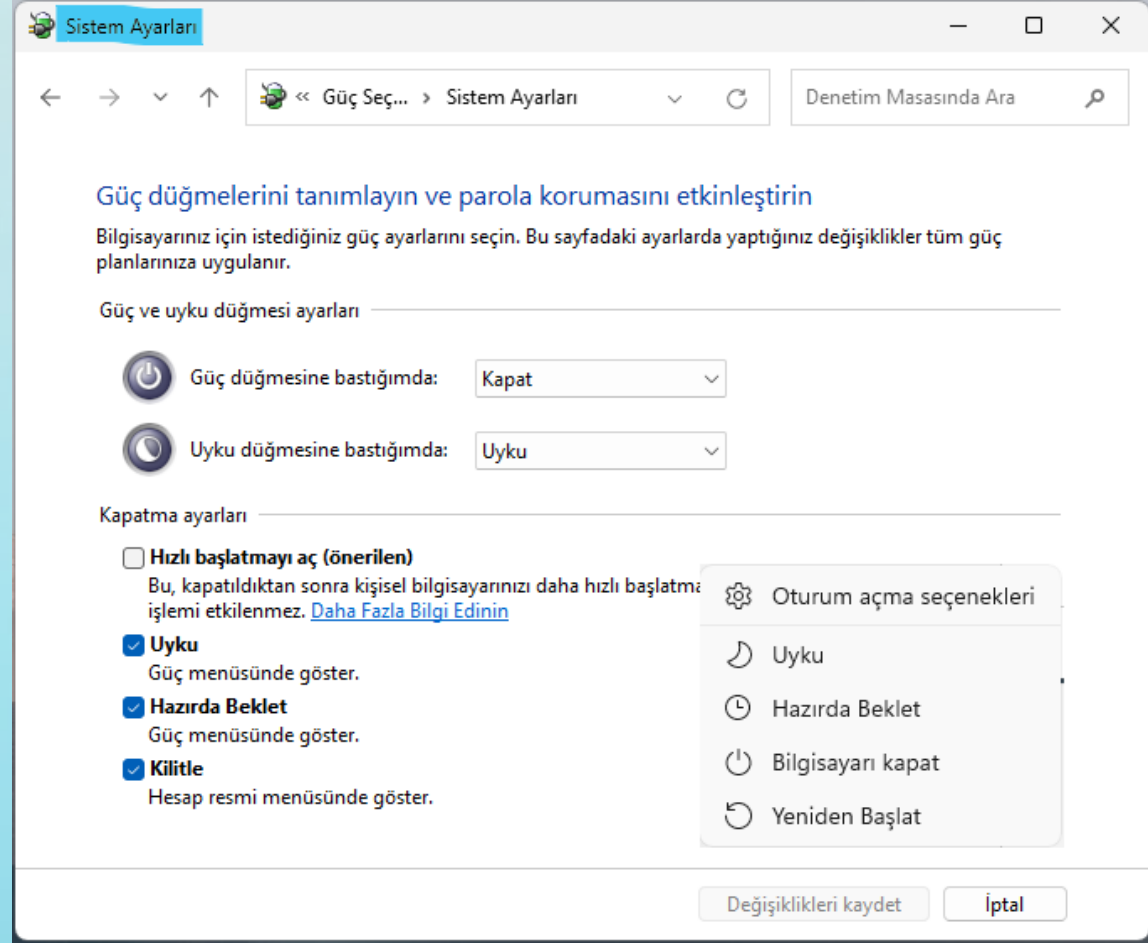 Sistem Ayarları
« Güç Seç... › Sistem Ayarları
Denetim Masasında Ara
Güç düğmelerini tanımlayın ve parola korumasını etkinleştirin
Bilgisayarınız için istediğiniz güç ayarlarını seçin. Bu sayfadaki ayarlarda yaptığınız değişiklikler tüm güç
planlarınıza uygulanır.
Güç ve uyku düğmesi ayarları
Güç düğmesine bastığımda: Kapat
Uyku düğmesine bastığımda: Uyku
Kapatma ayarları
Hızlı başlatmayı aç (önerilen)
Bu, kapatıldıktan sonra kişisel bilgisayarınızı daha hızlı başlatma
işlemi etkilenmez. Daha Fazla Bilgi Edinin
Uyku
Güç menüsünde göster.
Hazırda Beklet
Güç menüsünde göster.
Kilitle
Hesap resmi menüsünde göster.
Oturum açma seçenekleri
Uyku
Hazırda Beklet
Bilgisayarı kapat
Yeniden Başlat
Değişiklikleri kaydet
İptal